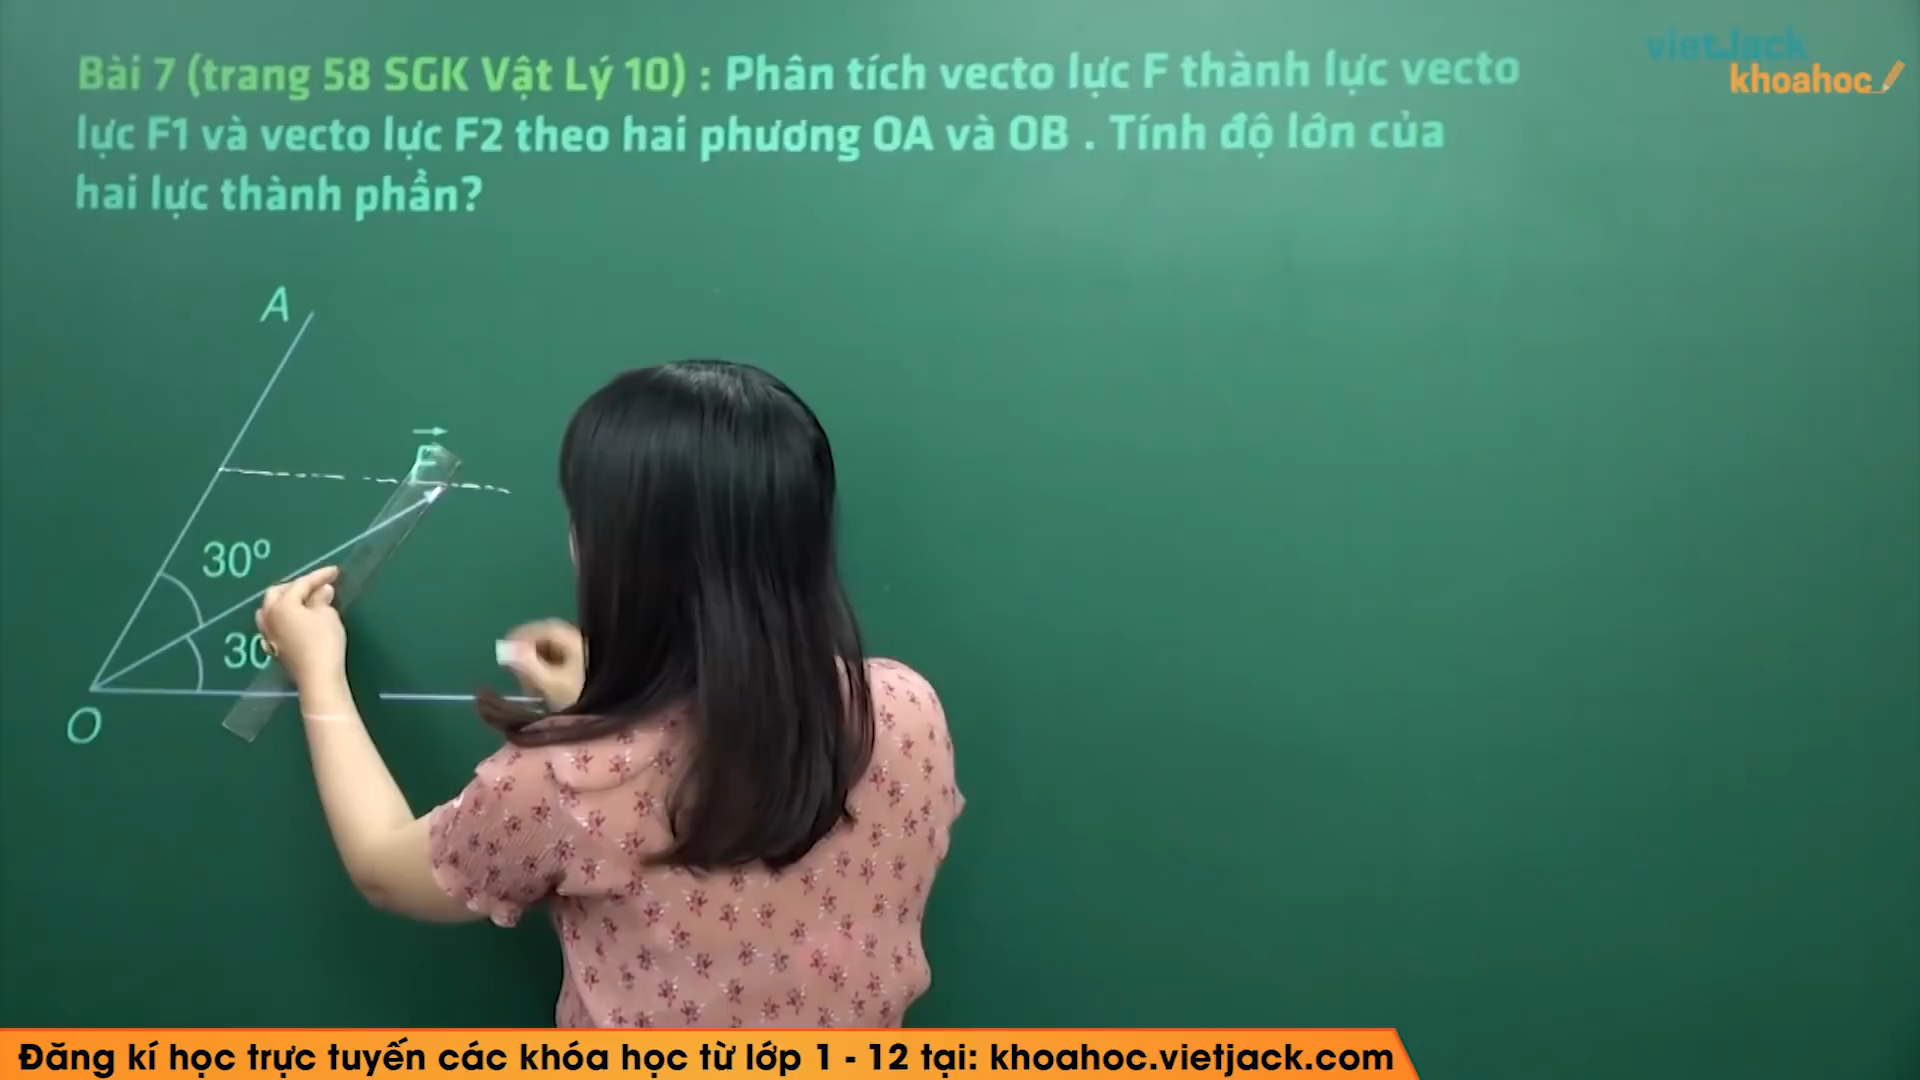 vietJack
khoahoc
Bài 7 (trang 58 SGK Vật Lý 10) : Phân tích vecto lực F thành lực vecto
lực F1 và vecto lực F2 theo hai phương OA và OB . Tính độ lớn của
hai lực thành phần?
A
F
30º
30
O
Đăng kí học trực tuyến các khóa học từ lớp 1 - 12 tại: khoahoc.vietjack.com